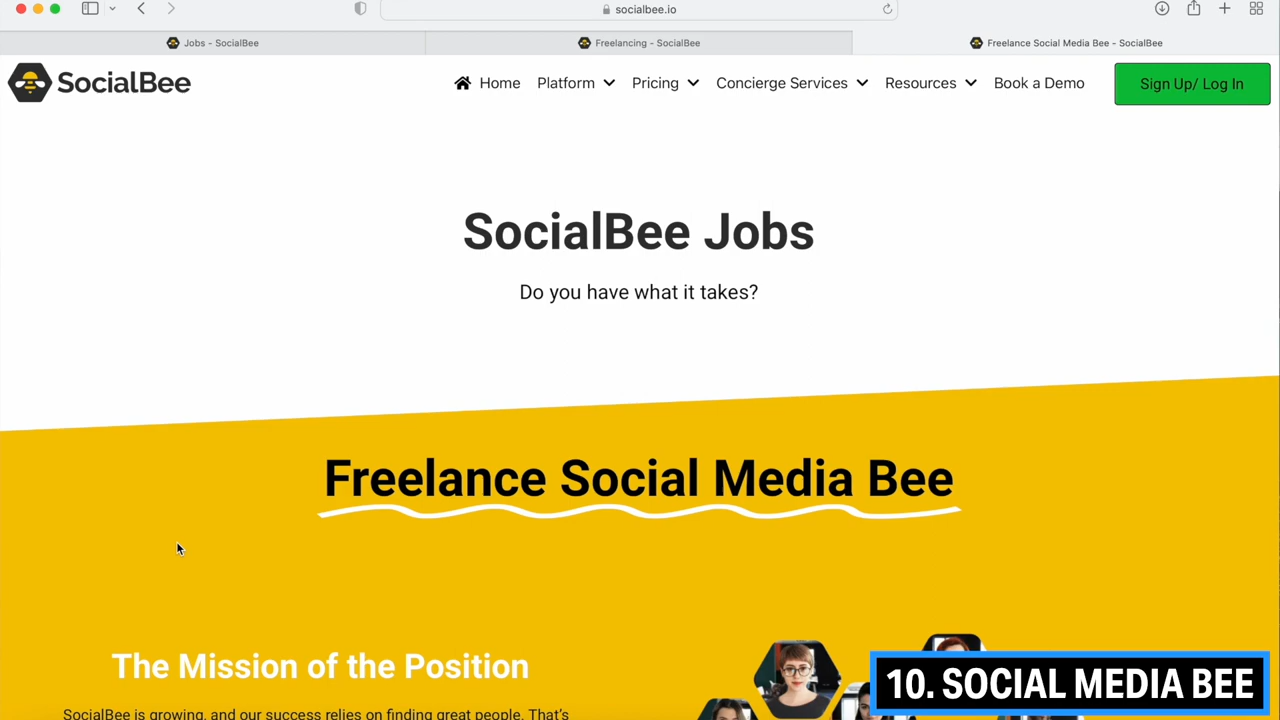 socialbee.io
Jobs - SocialBee
Freelancing - SocialBee
Freelance Social Media Bee - SocialBee
SocialBee
Home
Platform
Pricing
Concierge Services
Resources
Book a Demo
Sign Up/ Log In
SocialBee Jobs
Do you have what it takes?
Freelance Social Media Bee
The Mission of the Position
SocialBee is growing, and our success relies on finding great people. That's
10. SOCIAL MEDIA BEE